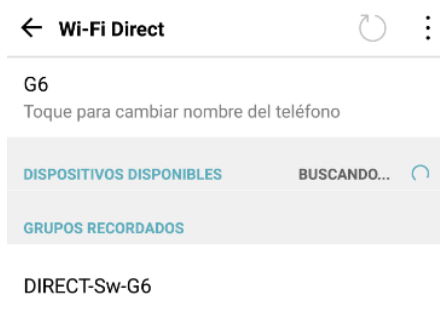 Wi-Fi Direct
G6
Toque para cambiar nombre del teléfono
DISPOSITIVOS DISPONIBLES BUSCANDO...
GRUPOS RECORDADOS
DIRECT-Sw-G6